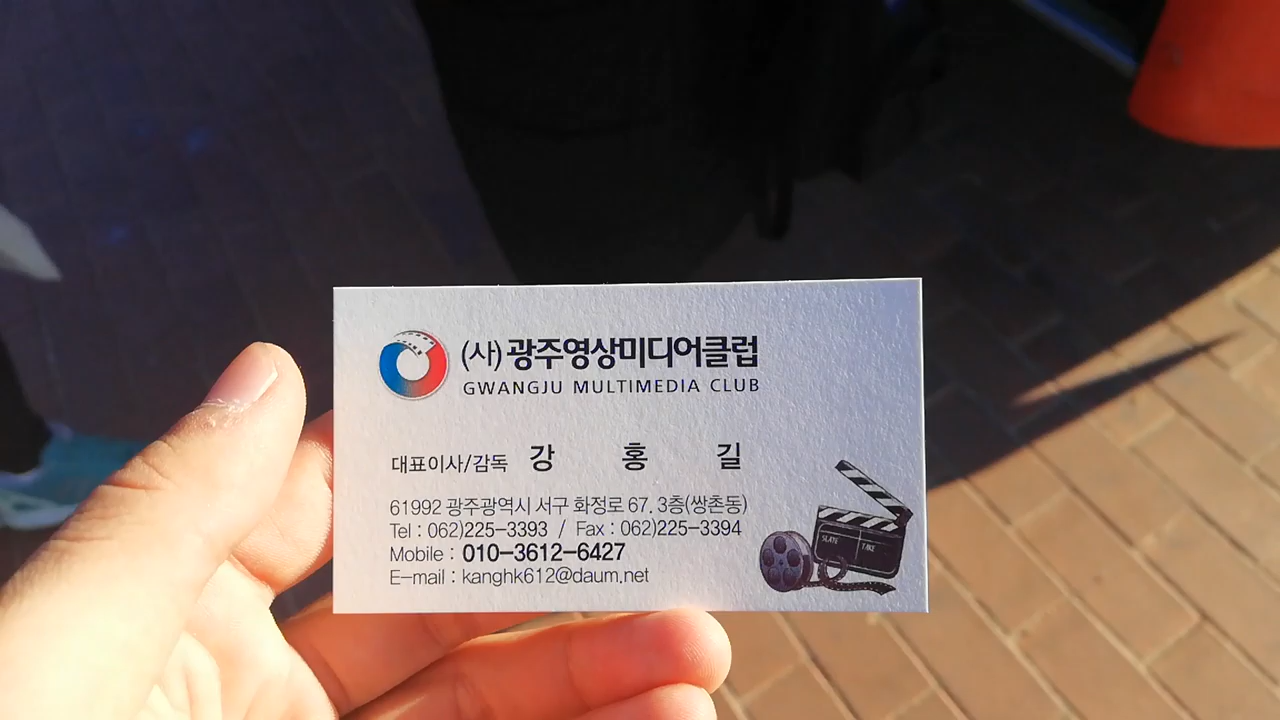 (사)광주영상미디어클럽
GWANGJU MULTIMEDIA CLUB
대표이사/감독 강 홍 길
61992 광주광역시 서구 화정로 67. 3층(쌍촌동)
Tel : 062)225-3393 / Fax : 062)225-3394
Mobile : 010-3612-6427
E-mail : kanghk612@daum.net
SLATE TAKE